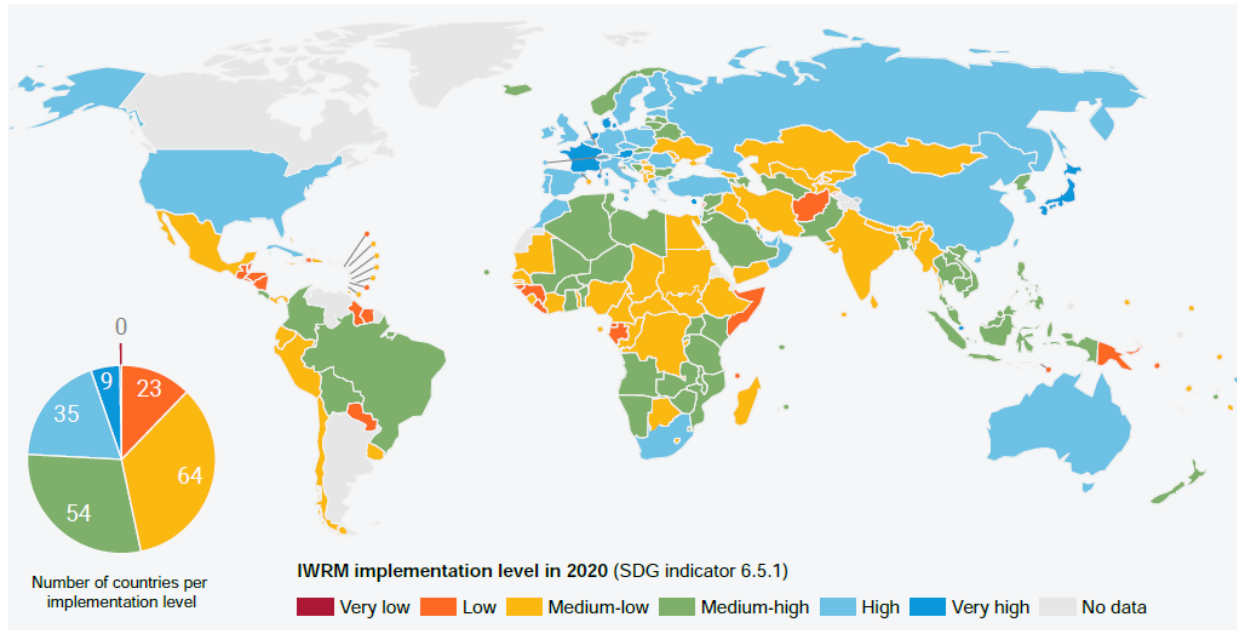 0
9
23
35
64
54
Number of countries per
implementation level
IWRM implementation level in 2020 (SDG indicator 6.5.1)
Very low Low Medium-low Medium-high High Very high No data